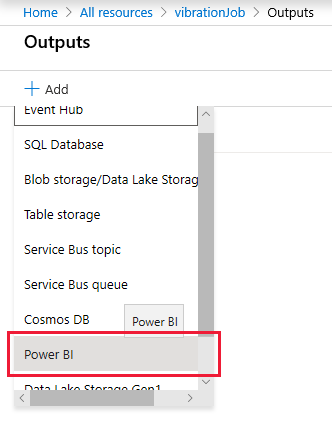 Home > All resources > vibrationJob > Outputs
Outputs
+ Add
Event Hub
SQL Database
Blob storage/Data Lake Storag
Table storage
Service Bus topic
Service Bus queue
Cosmos DB
Power BI
Power BI
Data Lake Storage Gen1